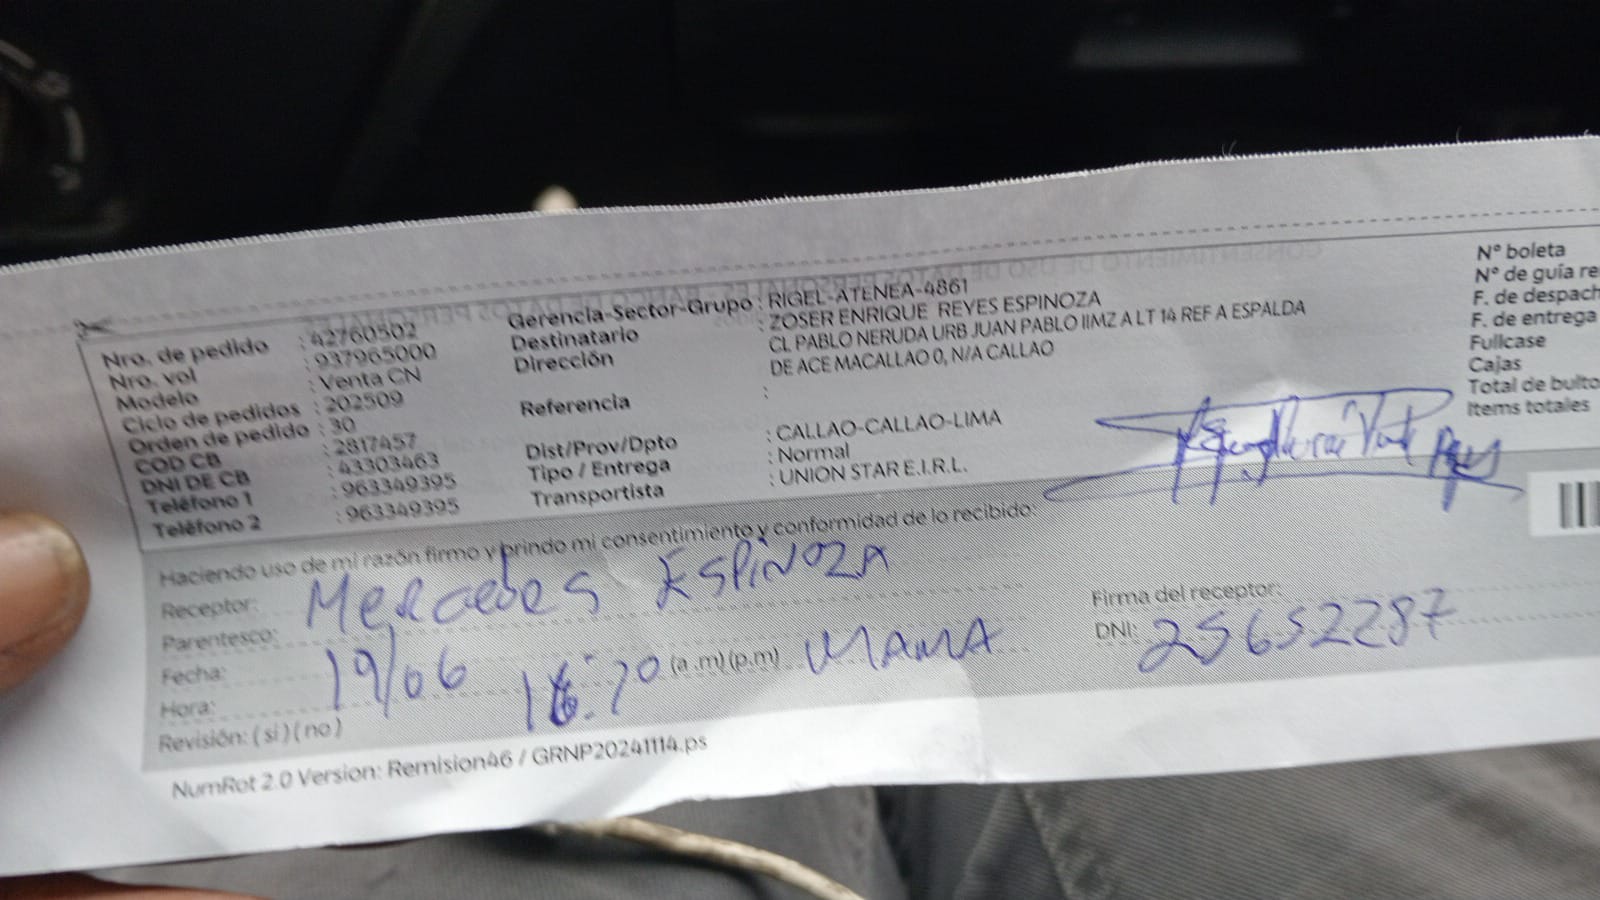 Nro. de pedido : 42760502
Nro. vol : 937965000
Modelo : Venta CN
Ciclo de pedidos : 202509
Orden de pedido : 30
COD CB : 2817457
DNI DE CB : 43303463
Teléfono 1 : 963349395
Teléfono 2 : 963349395
Gerencia-Sector-Grupo : RIGEL-ATENEA-4861
Destinatario : ZOSER ENRIQUE REYES ESPINOZA
Dirección CL PABLO NERUDA URB JUAN PABLO IIMZ A LT 14 REF A ESPALDA
DE ACE MACALLAO 0, N/A CALLAO
Referencia :
Dist/Prov/Dpto : CALLAO-CALLAO-LIMA
Tipo / Entrega : Normal
Transportista : UNION STAR E.I.R.L.
N° boleta
N° de guía re
F. de despach
F. de entrega
Fullcase
Cajas
Total de bulto
Items totales
Haciendo uso de mi razón firmo y brindo mi consentimiento y conformidad de lo recibido:
Receptor: Mercedes ESPINOZA
Parentesco: MAMA
Fecha: 19/06
Hora: (a .m) (p.m)
Revisión: ( si ) ( no )
Firma del receptor:
DNI: 25652287
NumRot 2.0 Version: Remision46 / GRNP20241114.ps